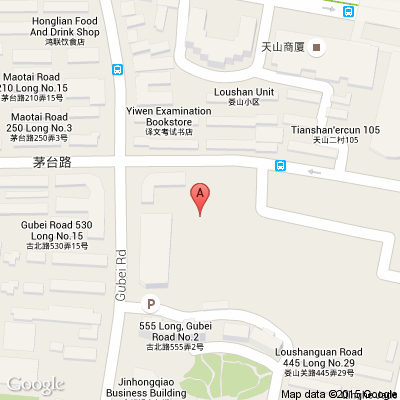 Honglian Food
And Drink Shop
鸿联饮食店
天山商厦
Maotai Road
210 Long No.15
茅台路210弄15号
Loushan Unit
娄山小区
Yiwen Examination
Bookstore
译文考试书店
Maotai Road
250 Long No.3
茅台路250弄3号
Tianshan'ercun 105
天山二村105
茅台路
A
Gubei Road 530
Long No.15
古北路530弄15号
Gubei Rd
P
555 Long, Gubei
Road No.2
古北路555弄2号
Loushanguan Road
445 Long No.29
娄山关路445弄29号
Jinhongqiao
Business Building
Google
Map data ©2015 Google